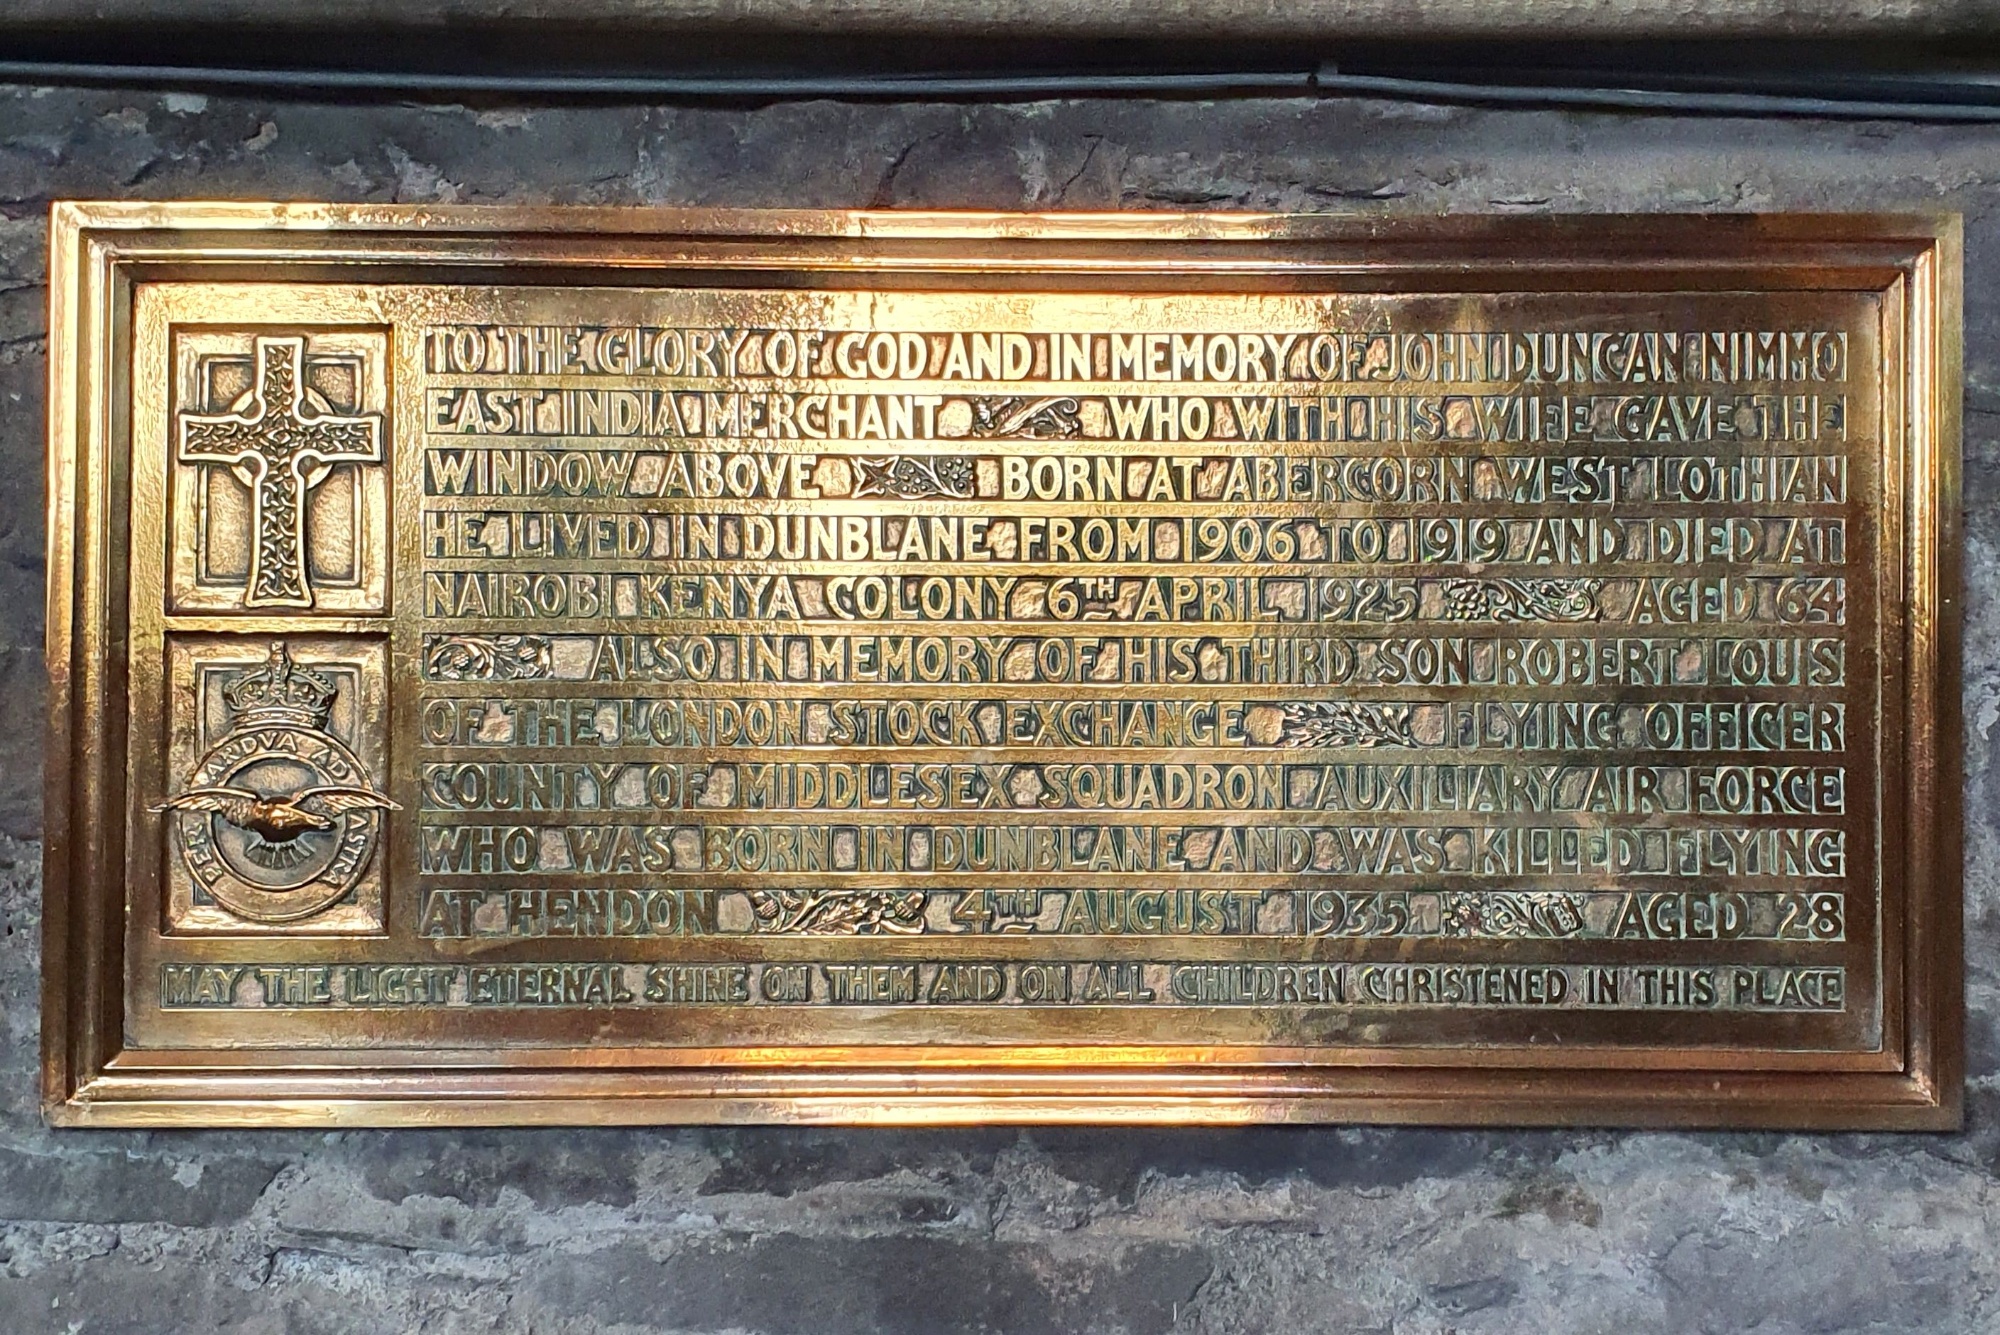 TO THE GLORY OF GOD AND IN MEMORY OF JOHN DUNCAN NIMMO
EAST INDIA MERCHANT WHO WITH HIS WIFE GAVE THE
WINDOW ABOVE BORN AT ABERCORN WEST LOTHIAN
HE LIVED IN DUNBLANE FROM 1906 TO 1919 AND DIED AT
NAIROBI KENYA COLONY 6TH APRIL 1925 AGED 64
ALSO IN MEMORY OF HIS THIRD SON ROBERT LOUIS
OF THE LONDON STOCK EXCHANGE FLYING OFFICER
COUNTY OF MIDDLESEX SQUADRON AUXILIARY AIR FORCE
WHO WAS BORN IN DUNBLANE AND WAS KILLED FLYING
AT HENDON 4TH AUGUST 1935 AGED 28
PER ARDVA AD ASTRA
MAY THE LIGHT ETERNAL SHINE ON THEM AND ON ALL CHILDREN CHRISTENED IN THIS PLACE